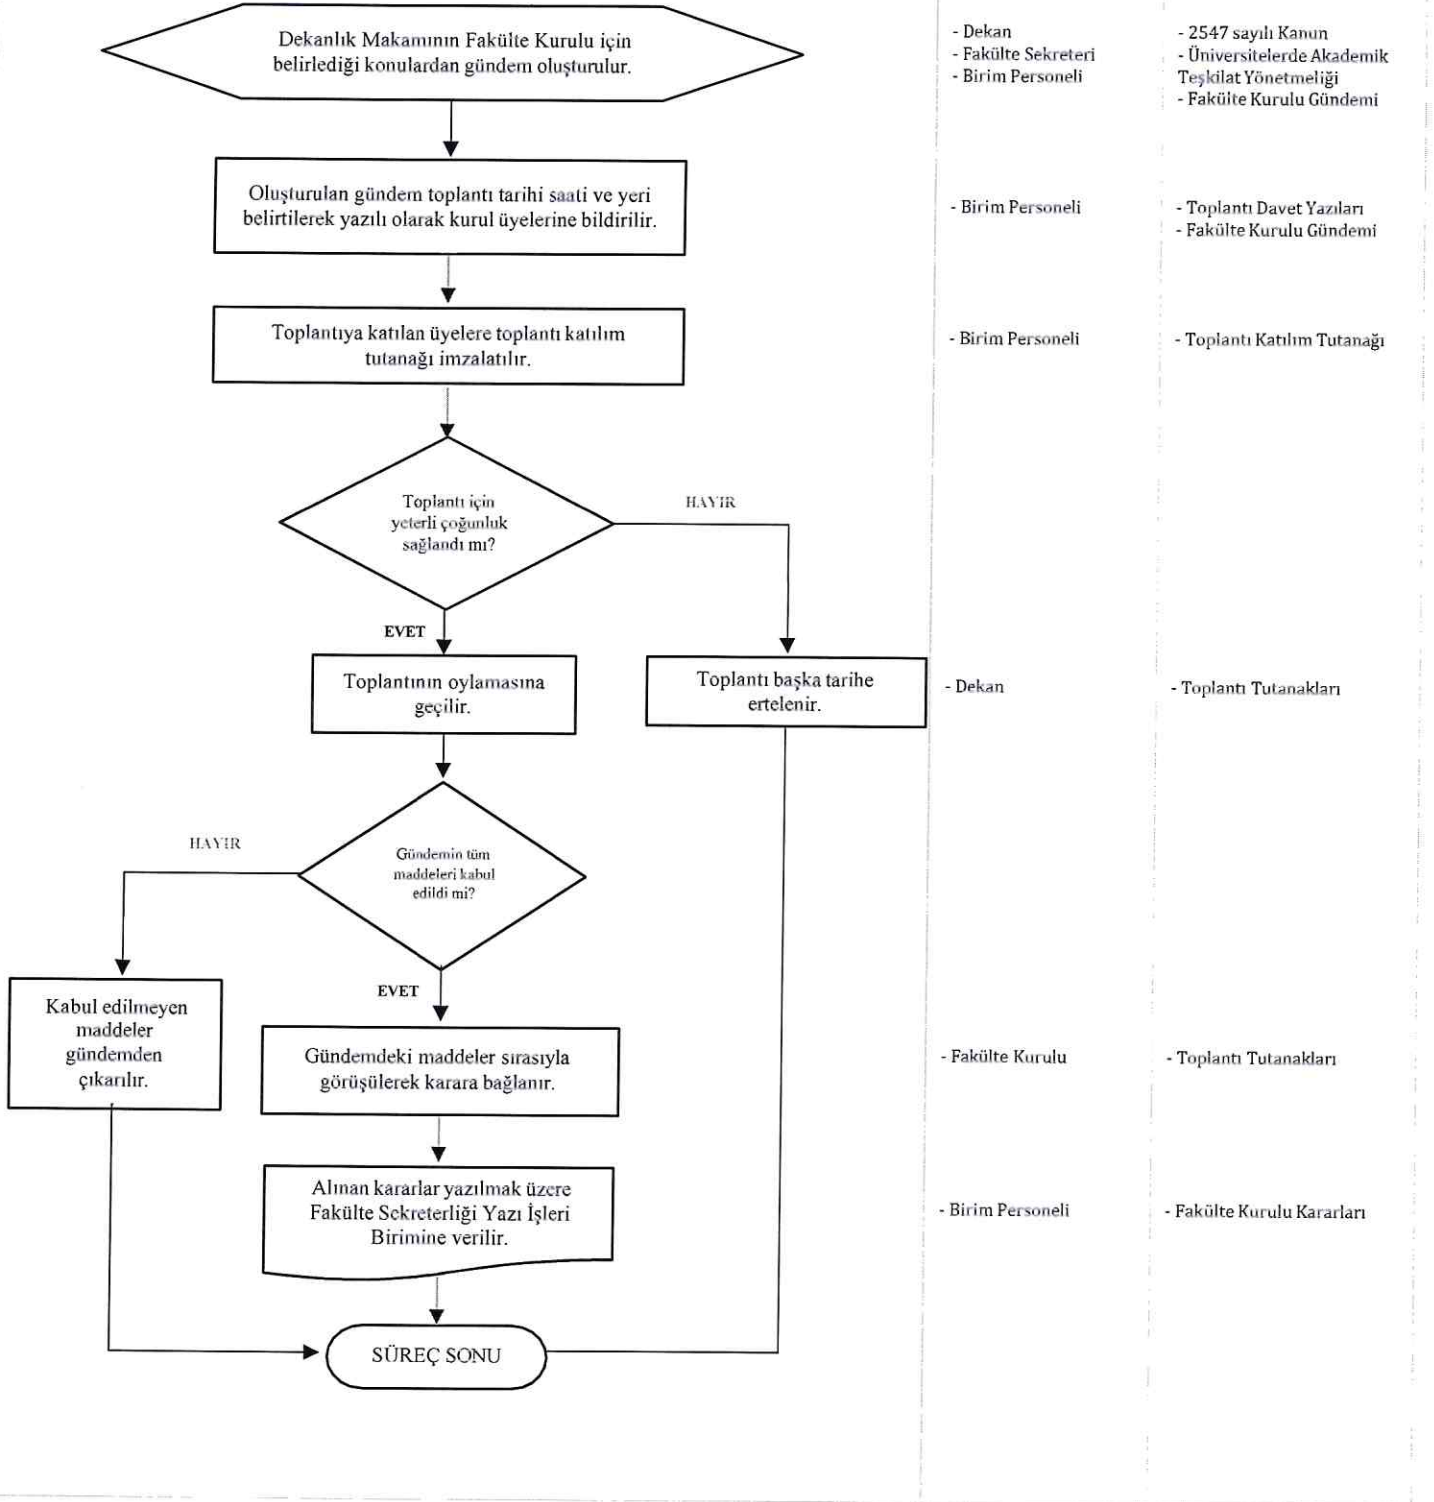 Dekanlık Makamının Fakülte Kurulu için
belirlediği konulardan gündem oluşturulur.
- Dekan
- Fakülte Sekreteri
- Birim Personeli
- 2547 sayılı Kanun
- Üniversitelerde Akademik
Teşkilat Yönetmeliği
- Fakülte Kurulu Gündemi
Oluşturulan gündem toplantı tarihi saati ve yeri
belirtilerek yazılı olarak kurul üyelerine bildirilir.
- Birim Personeli
- Toplantı Davet Yazıları
- Fakülte Kurulu Gündemi
Toplantıya katılan üyelere toplantı katılım
tutanağı imzalatılır.
- Birim Personeli
- Toplantı Katılım Tutanağı
Toplantı için
yeterli çoğunluk
sağlandı mı?
HAYIR
EVET
Toplantının oylamasına
geçilir.
Toplantı başka tarihe
ertelenir.
- Dekan
- Toplantı Tutanakları
Gündemin tüm
maddeleri kabul
edildi mi?
HAYIR
EVET
Kabul edilmeyen
maddeler
gündemden
çıkarılır.
Gündemdeki maddeler sırasıyla
görüşülerek karara bağlanır.
- Fakülte Kurulu
- Toplantı Tutanakları
Alınan kararlar yazılmak üzere
Fakülte Sekreterliği Yazı İşleri
Birimine verilir.
- Birim Personeli
- Fakülte Kurulu Kararları
SÜREÇ SONU